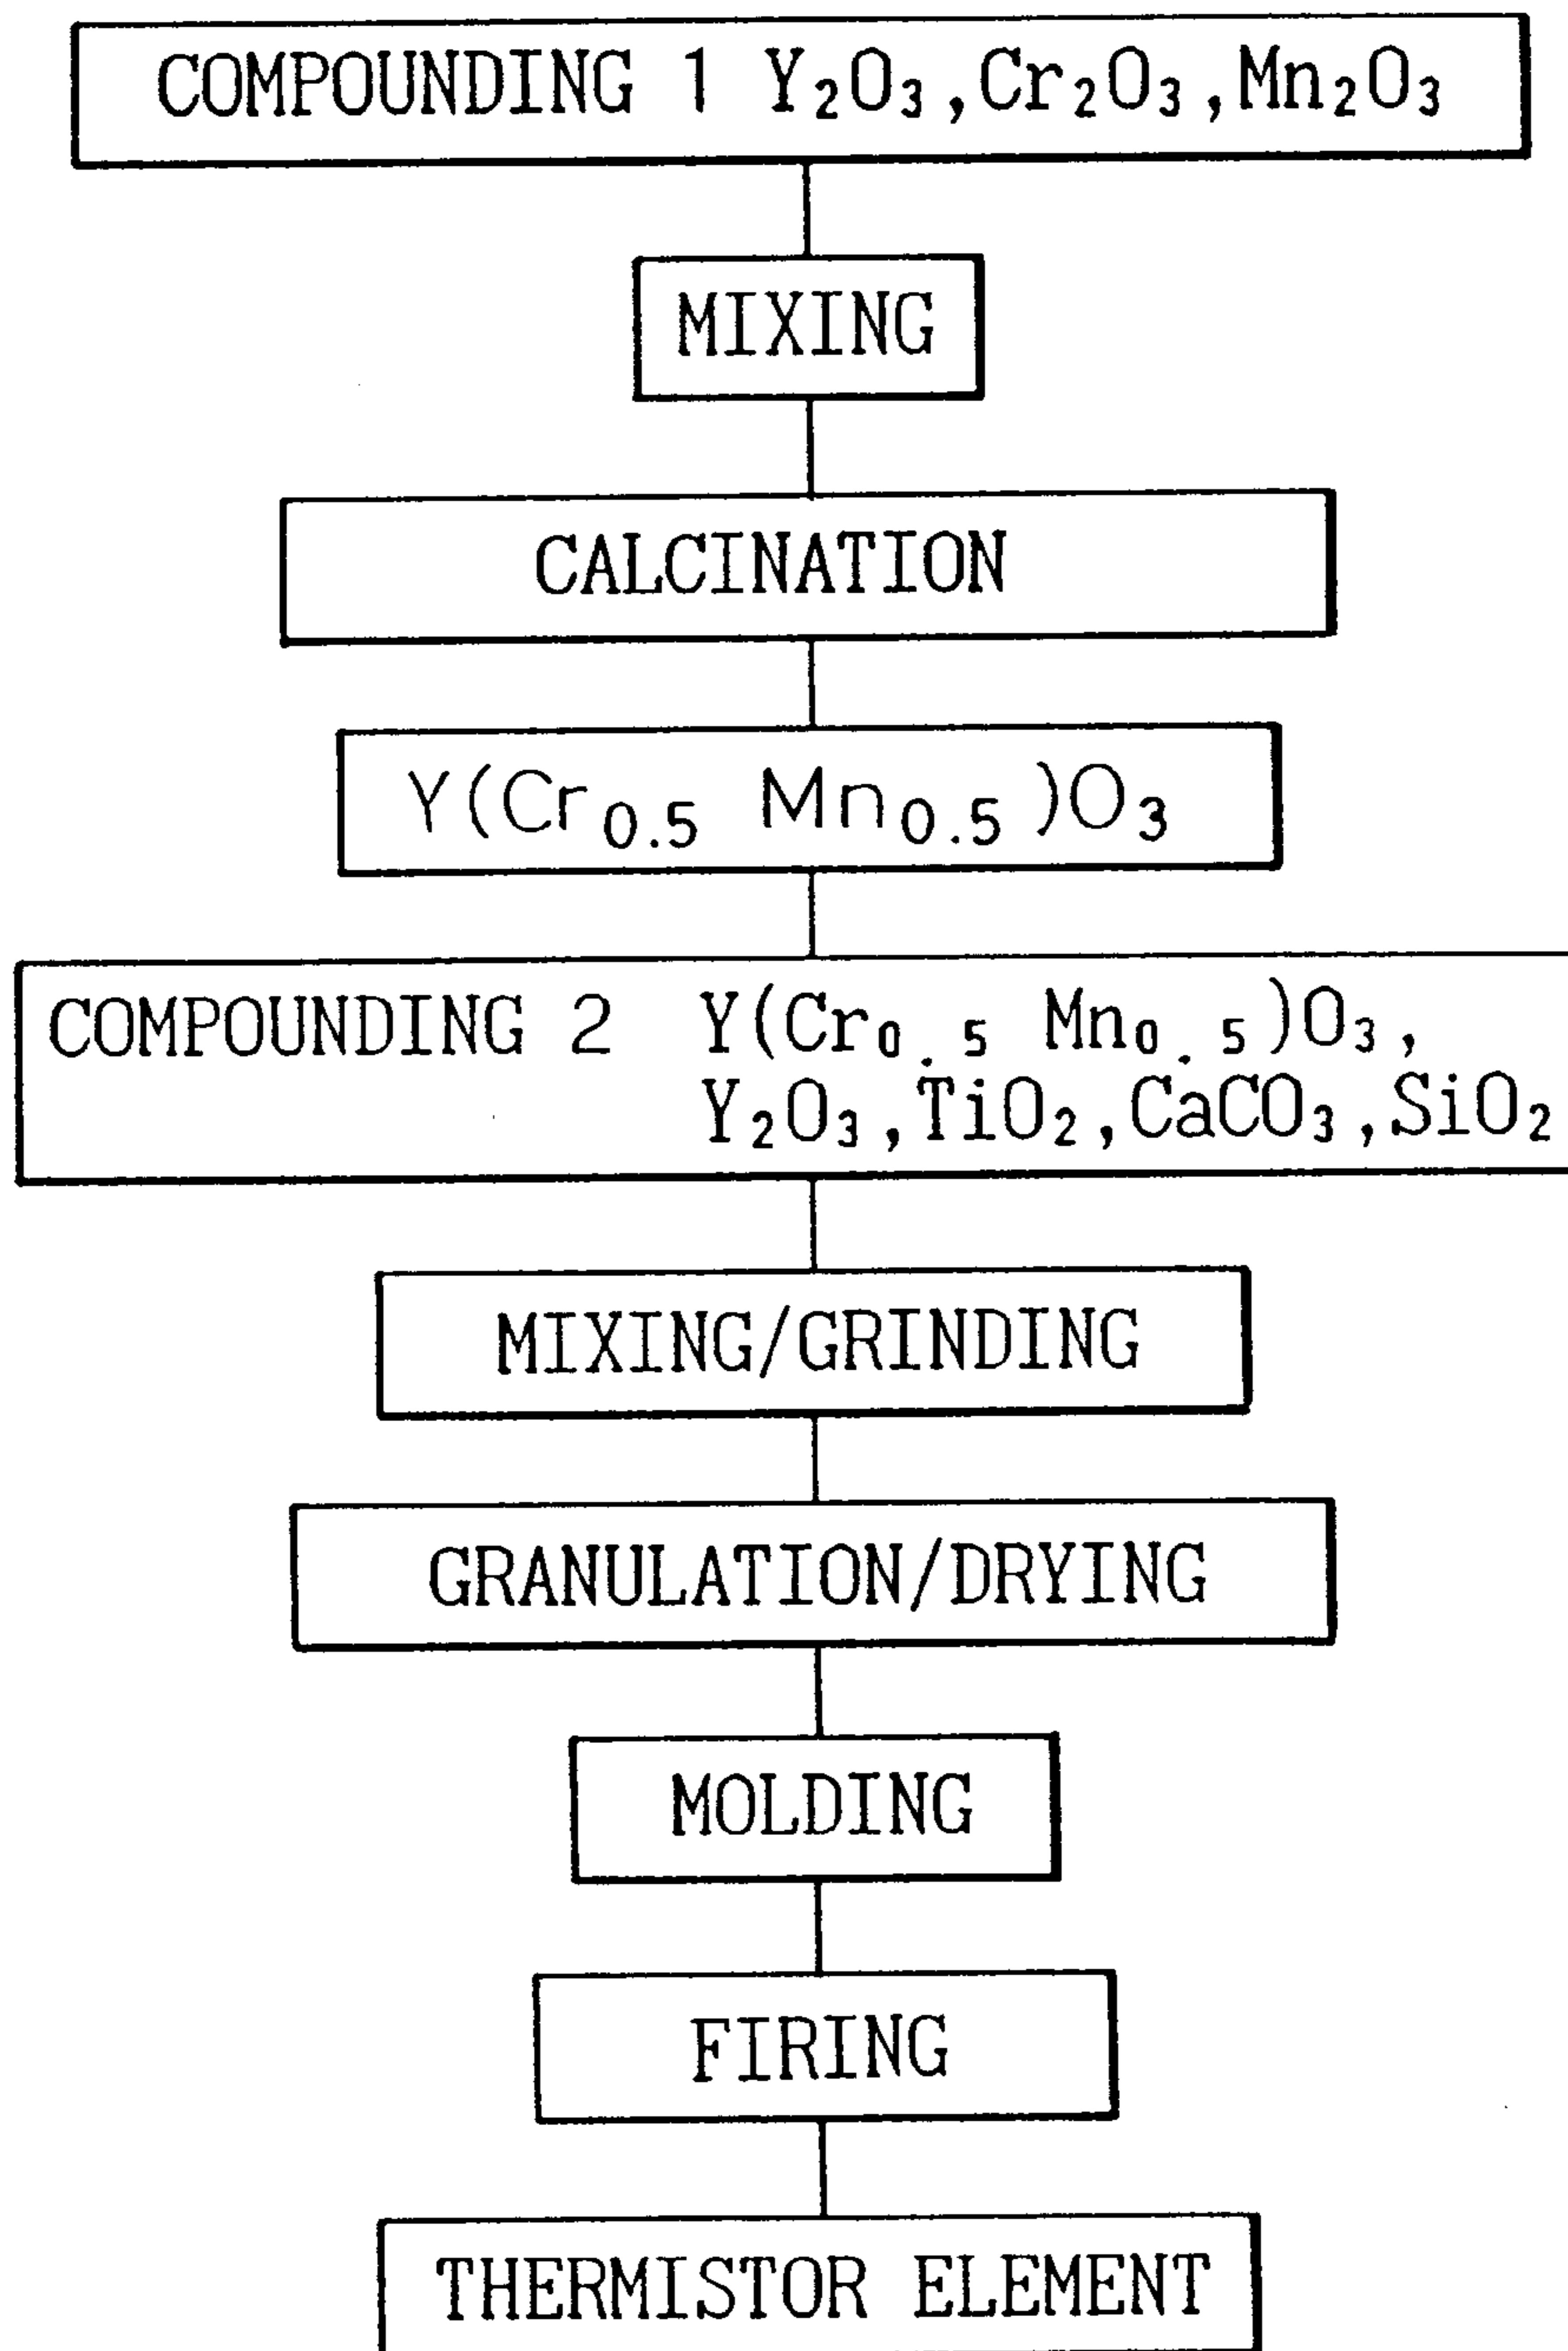 COMPOUNDING 1 Y₂O₃,Cr₂O₃,Mn₂O₃
MIXING
CALCINATION
Y(Cr₀.₅ Mn₀.₅)O₃
COMPOUNDING 2 Y(Cr₀.₅ Mn₀.₅)O₃,
Y₂O₃,TiO₂,CaCO₃,SiO₂
MIXING/GRINDING
GRANULATION/DRYING
MOLDING
FIRING
THERMISTOR ELEMENT